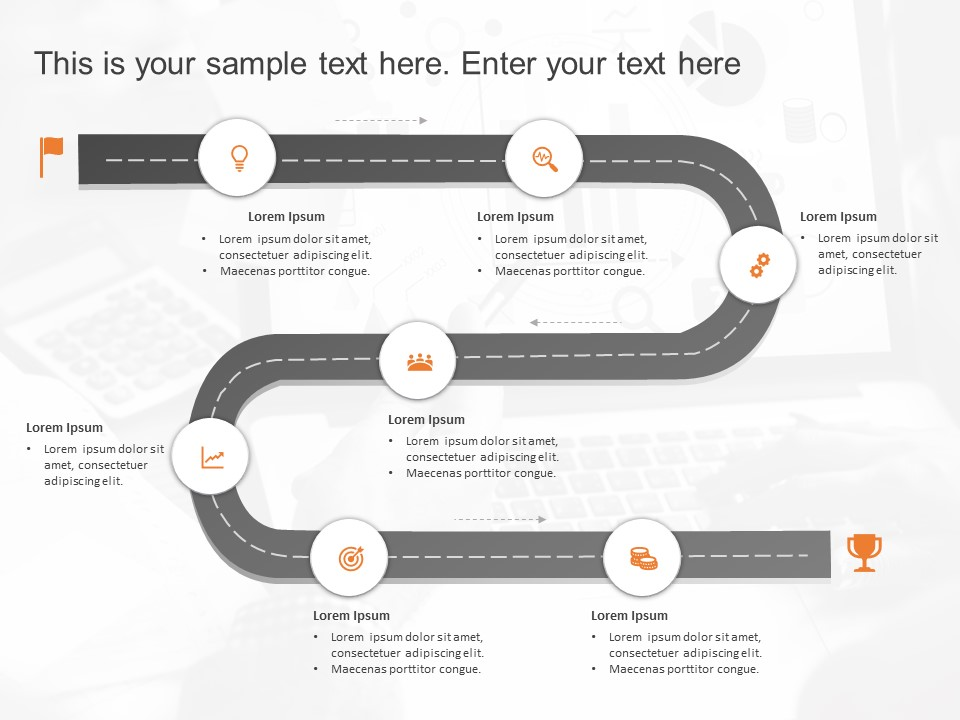 This is your sample text here. Enter your text here
Lorem Ipsum
• Lorem ipsum dolor sit amet,
consectetuer adipiscing elit.
• Maecenas porttitor congue.
Lorem Ipsum
• Lorem ipsum dolor sit amet,
consectetuer adipiscing elit.
• Maecenas porttitor congue.
Lorem Ipsum
• Lorem ipsum dolor sit
amet, consectetuer
adipiscing elit.
Lorem Ipsum
• Lorem ipsum dolor sit amet,
consectetuer adipiscing elit.
• Maecenas porttitor congue.
Lorem Ipsum
• Lorem ipsum dolor sit
amet, consectetuer
adipiscing elit.
Lorem Ipsum
• Lorem ipsum dolor sit amet,
consectetuer adipiscing elit.
• Maecenas porttitor congue.
Lorem Ipsum
• Lorem ipsum dolor sit amet,
consectetuer adipiscing elit.
• Maecenas porttitor congue.